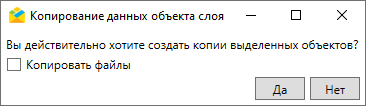 Копирование данных объекта слоя
Вы действительно хотите создать копии выделенных объектов?
Копировать файлы
Да Нет